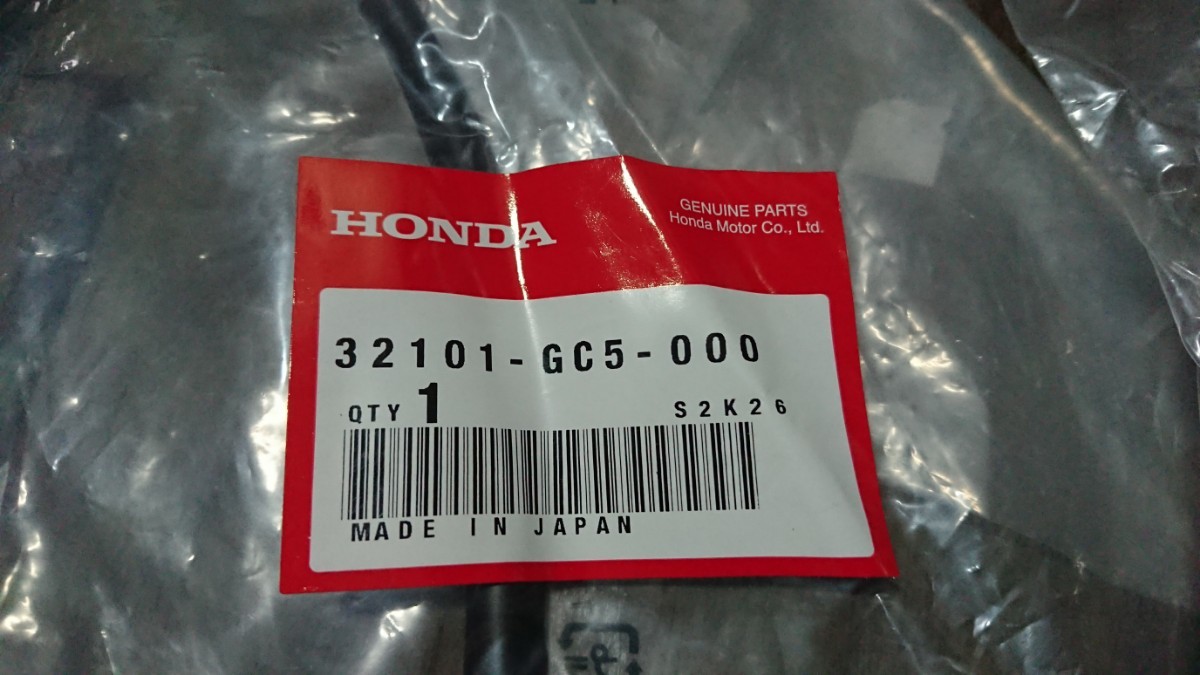 HONDA
GENUINE PARTS
Honda Motor Co., Ltd.
32101-GC5-000
QTY 1
S2K26
MADE IN JAPAN